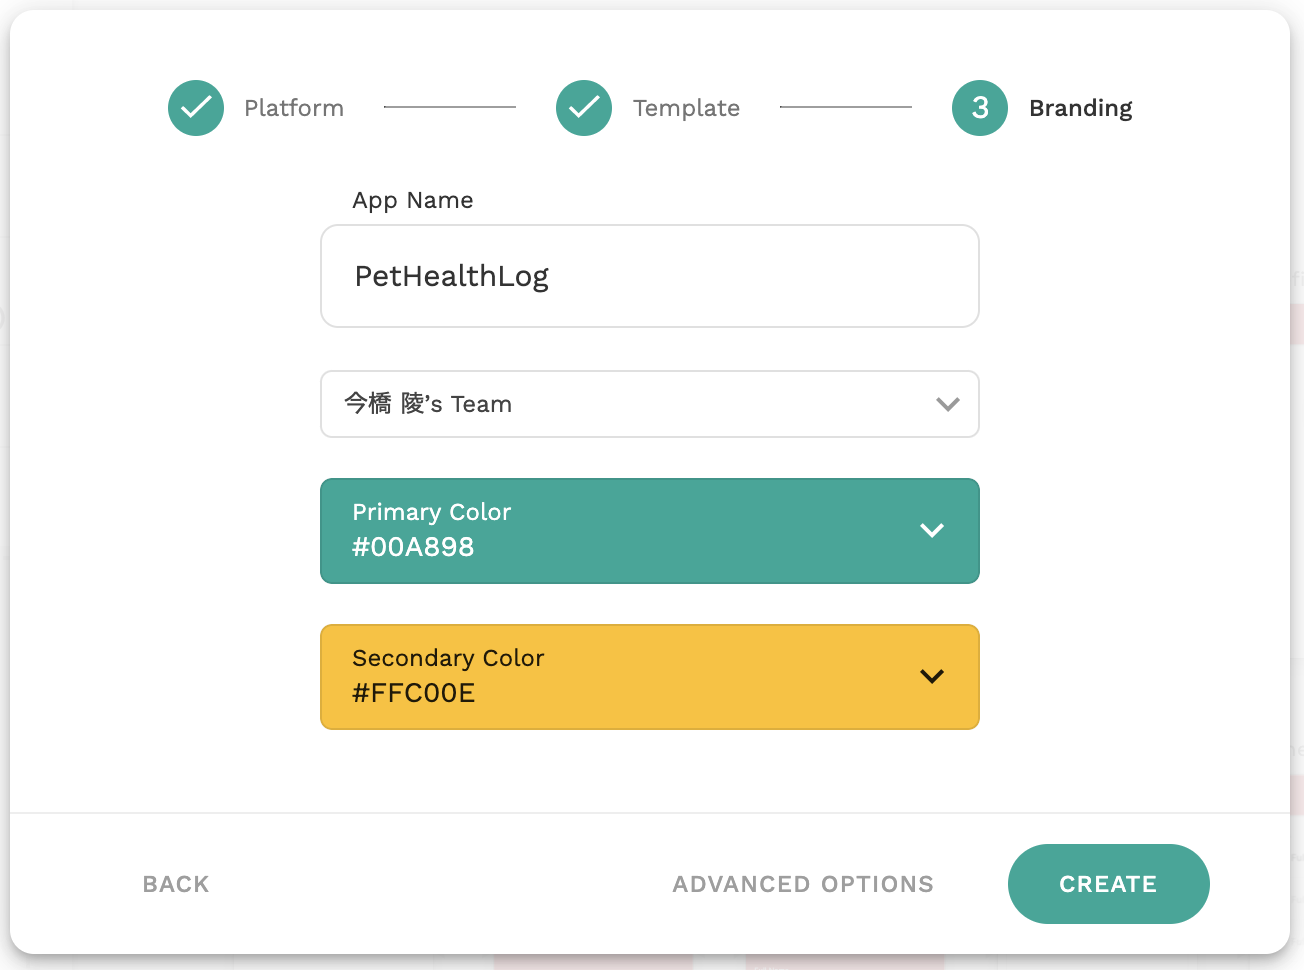 Platform
Template
3 Branding
App Name
PetHealthLog
今橋 陵’s Team
Primary Color
#00A898
Secondary Color
#FFC00E
BACK
ADVANCED OPTIONS
CREATE